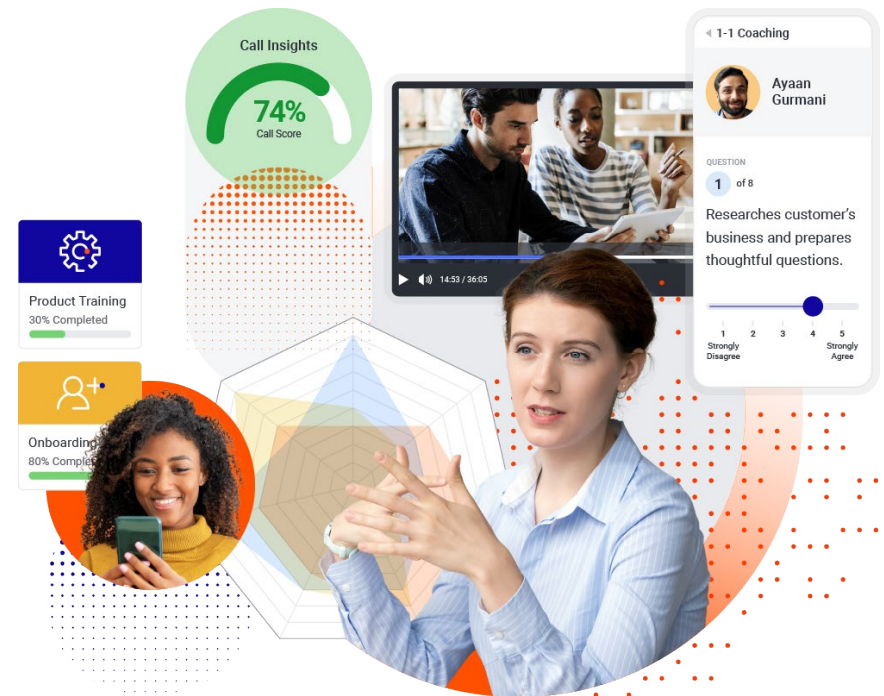 Call Insights
74%
Call Score
1-1 Coaching
Ayaan
Gurmani
QUESTION
1 of 8
Researches customer's
business and prepares
thoughtful questions.
1 2 3 4 5
Strongly
Disagree
Strongly
Agree
14:53 / 36:05
Product Training
30% Completed
Onboarding
80%